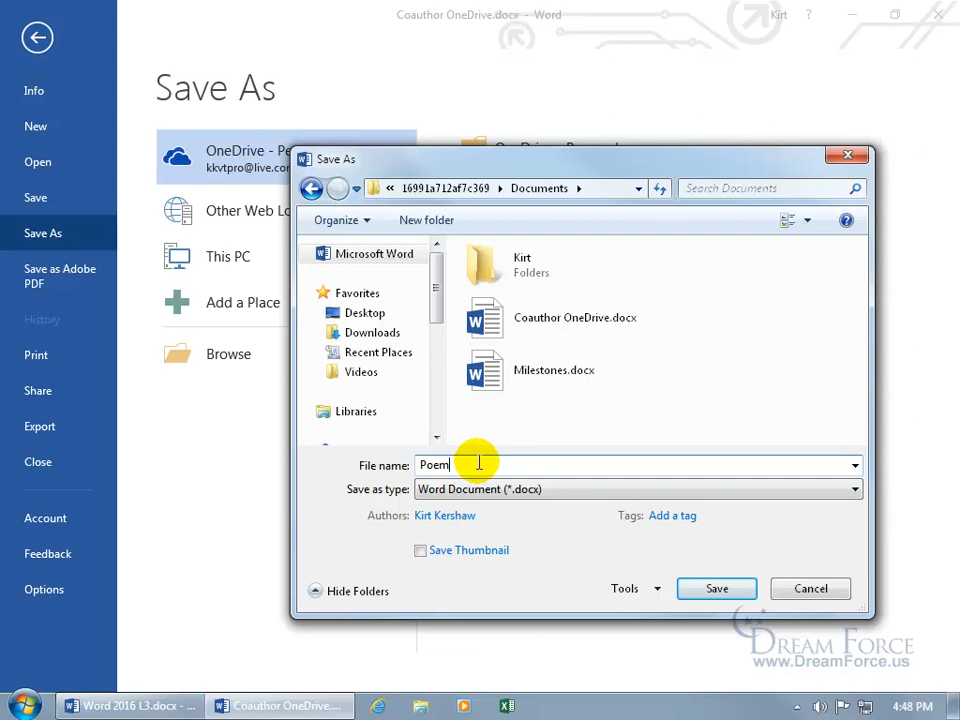 Coauthor OneDrive.docx - Word
Kirt ?
Info
New
Open
Save
Save As
Save as Adobe
PDF
History
Print
Share
Export
Close
Account
Feedback
Options
Save As
OneDrive - Pe
kkvtpro@live.con
Other Web Lo
This PC
Add a Place
Browse
Save As
« 16991a712af7c369 Documents
Search Documents
Organize
New folder
Microsoft Word
Favorites
Desktop
Downloads
Recent Places
Videos
Libraries
Kirt
Folders
Coauthor OneDrive.docx
Milestones.docx
File name: Poem
Save as type: Word Document (*.docx)
Authors: Kirt Kershaw
Tags: Add a tag
Save Thumbnail
Hide Folders
Tools
Save
Cancel
DREAM FORCE
www.DreamForce.us
Word 2016 L3.docx - ...
Coauthor OneDrive....
4:48 PM